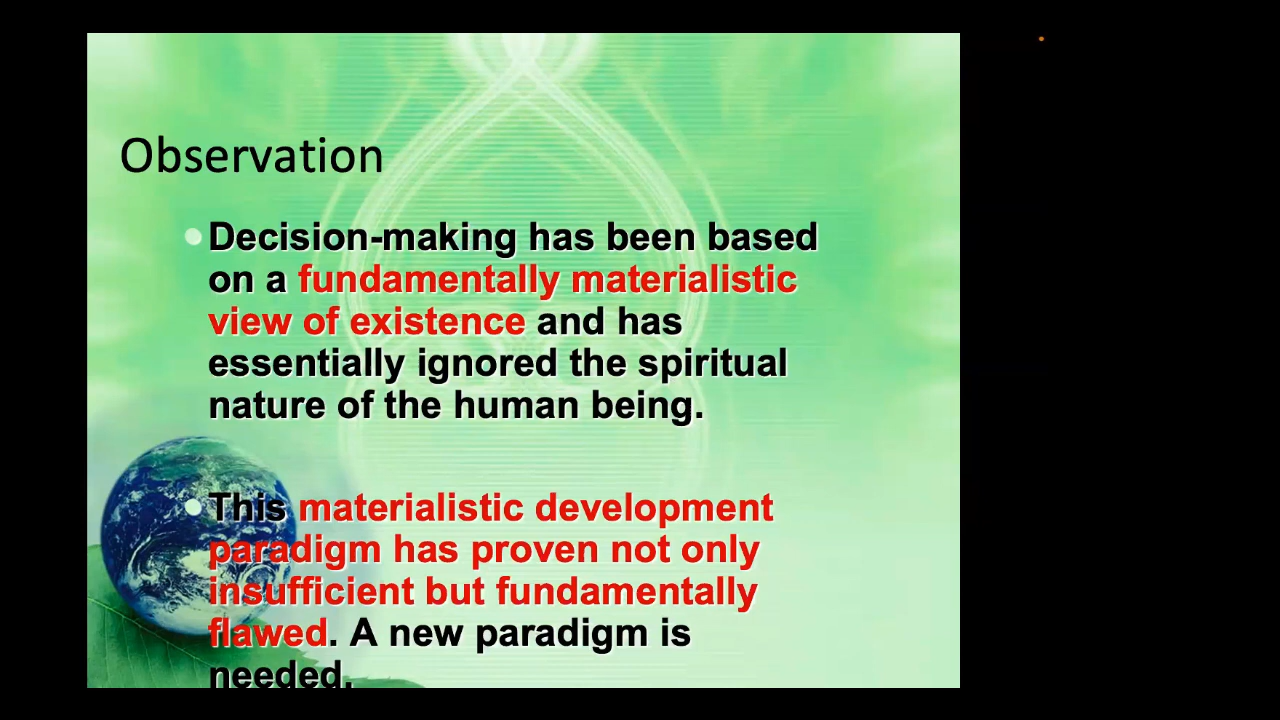 Observation
Decision-making has been based
on a fundamentally materialistic
view of existence and has
essentially ignored the spiritual
nature of the human being.
This materialistic development
paradigm has proven not only
insufficient but fundamentally
flawed. A new paradigm is
needed.